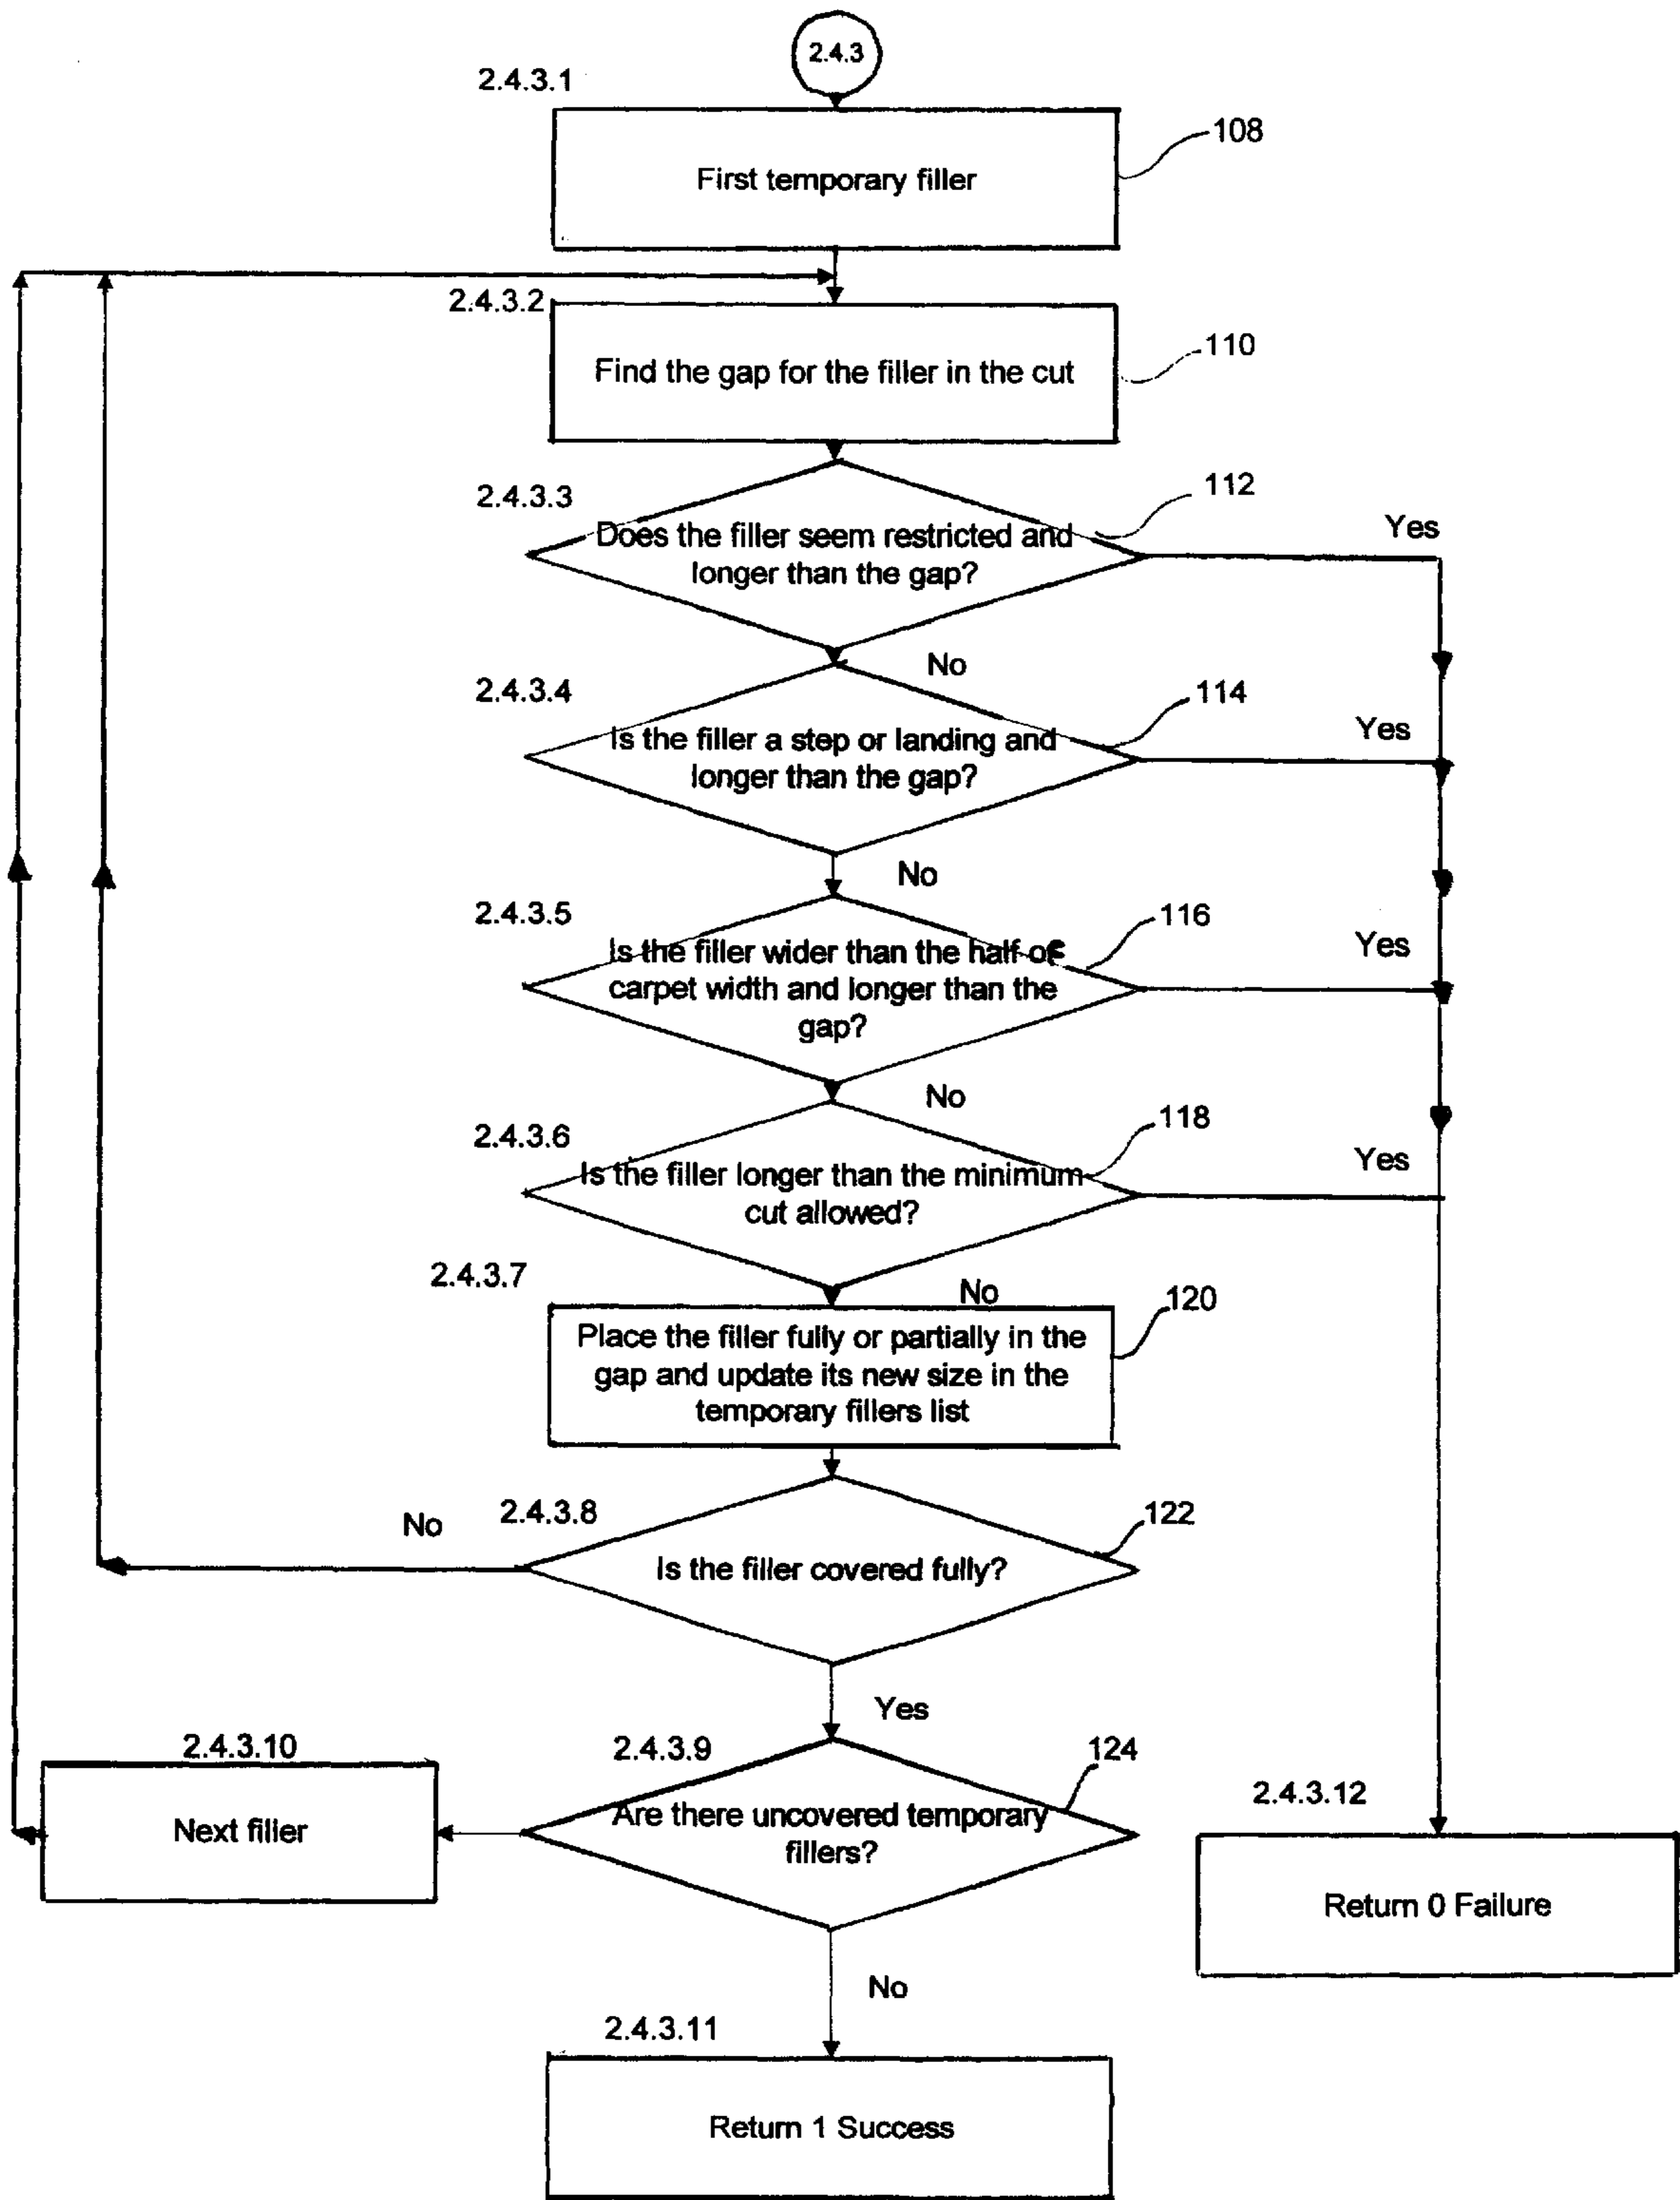 2.4.3
2.4.3.1
108
First temporary filler
2.4.3.2
110
Find the gap for the filler in the cut
2.4.3.3
112
Does the filler seem restricted and
longer than the gap?
Yes
No
2.4.3.4
114
Is the filler a step or landing and
longer than the gap?
Yes
No
2.4.3.5
116
Is the filler wider than the half of
carpet width and longer than the
gap?
Yes
No
2.4.3.6
118
Is the filler longer than the minimum
cut allowed?
Yes
No
2.4.3.7
120
Place the filler fully or partially in the
gap and update its new size in the
temporary fillers list
2.4.3.8
122
No
Is the filler covered fully?
Yes
2.4.3.10
2.4.3.9
124
2.4.3.12
Next filler
Are there uncovered temporary
fillers?
Return 0 Failure
No
2.4.3.11
Return 1 Success